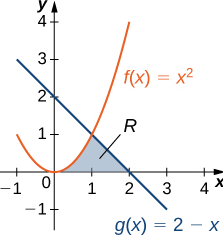 y
4
f(x) = x²
3
2
R
1
−1 0 1 2 3 4 x
−1
g(x) = 2 − x